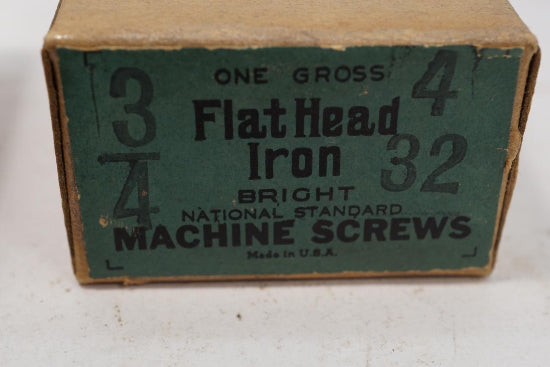 ONE GROSS
3/4
4
Flat Head
Iron
32
BRIGHT
NATIONAL STANDARD
MACHINE SCREWS
Made in U.S.A.